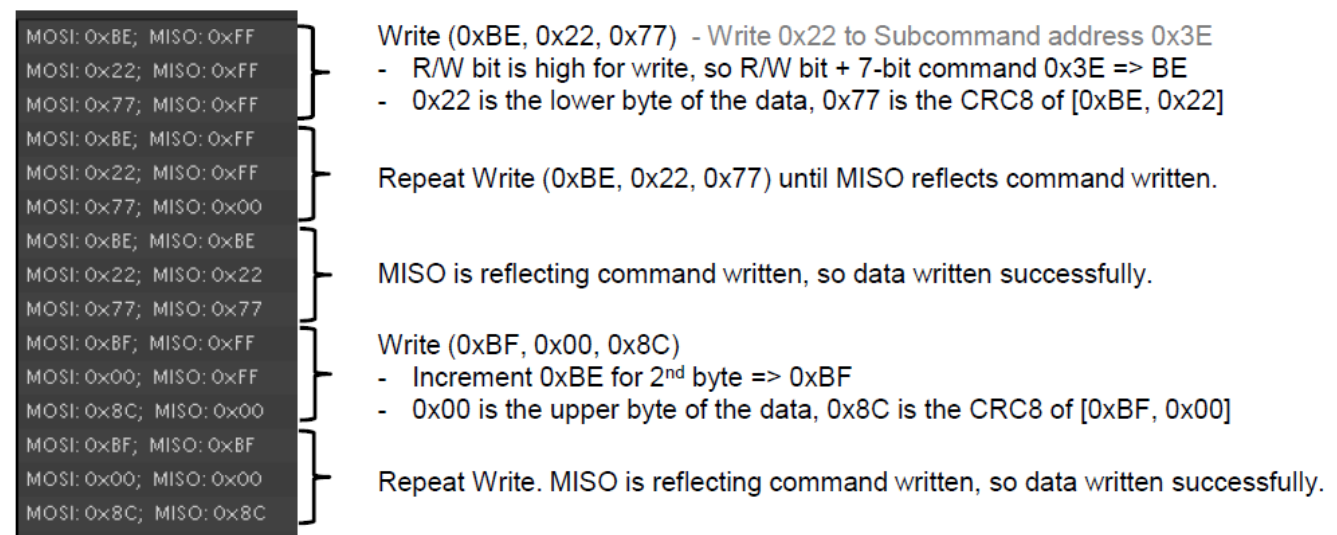 MOSI: 0xBE; MISO: 0xFF
MOSI: 0x22; MISO: 0xFF
MOSI: 0x77; MISO: 0xFF
Write (0xBE, 0x22, 0x77) - Write 0x22 to Subcommand address 0x3E
- R/W bit is high for write, so R/W bit + 7-bit command 0x3E => BE
- 0x22 is the lower byte of the data, 0x77 is the CRC8 of [0xBE, 0x22]
MOSI: 0xBE; MISO: 0xFF
MOSI: 0x22; MISO: 0xFF
MOSI: 0x77; MISO: 0x00
Repeat Write (0xBE, 0x22, 0x77) until MISO reflects command written.
MOSI: 0xBE; MISO: 0xBE
MOSI: 0x22; MISO: 0x22
MOSI: 0x77; MISO: 0x77
MISO is reflecting command written, so data written successfully.
MOSI: 0xBF; MISO: 0xFF
MOSI: 0x00; MISO: 0xFF
MOSI: 0x8C; MISO: 0x00
Write (0xBF, 0x00, 0x8C)
- Increment 0xBE for 2nd byte => 0xBF
- 0x00 is the upper byte of the data, 0x8C is the CRC8 of [0xBF, 0x00]
MOSI: 0xBF; MISO: 0xBF
MOSI: 0x00; MISO: 0x00
MOSI: 0x8C; MISO: 0x8C
Repeat Write. MISO is reflecting command written, so data written successfully.